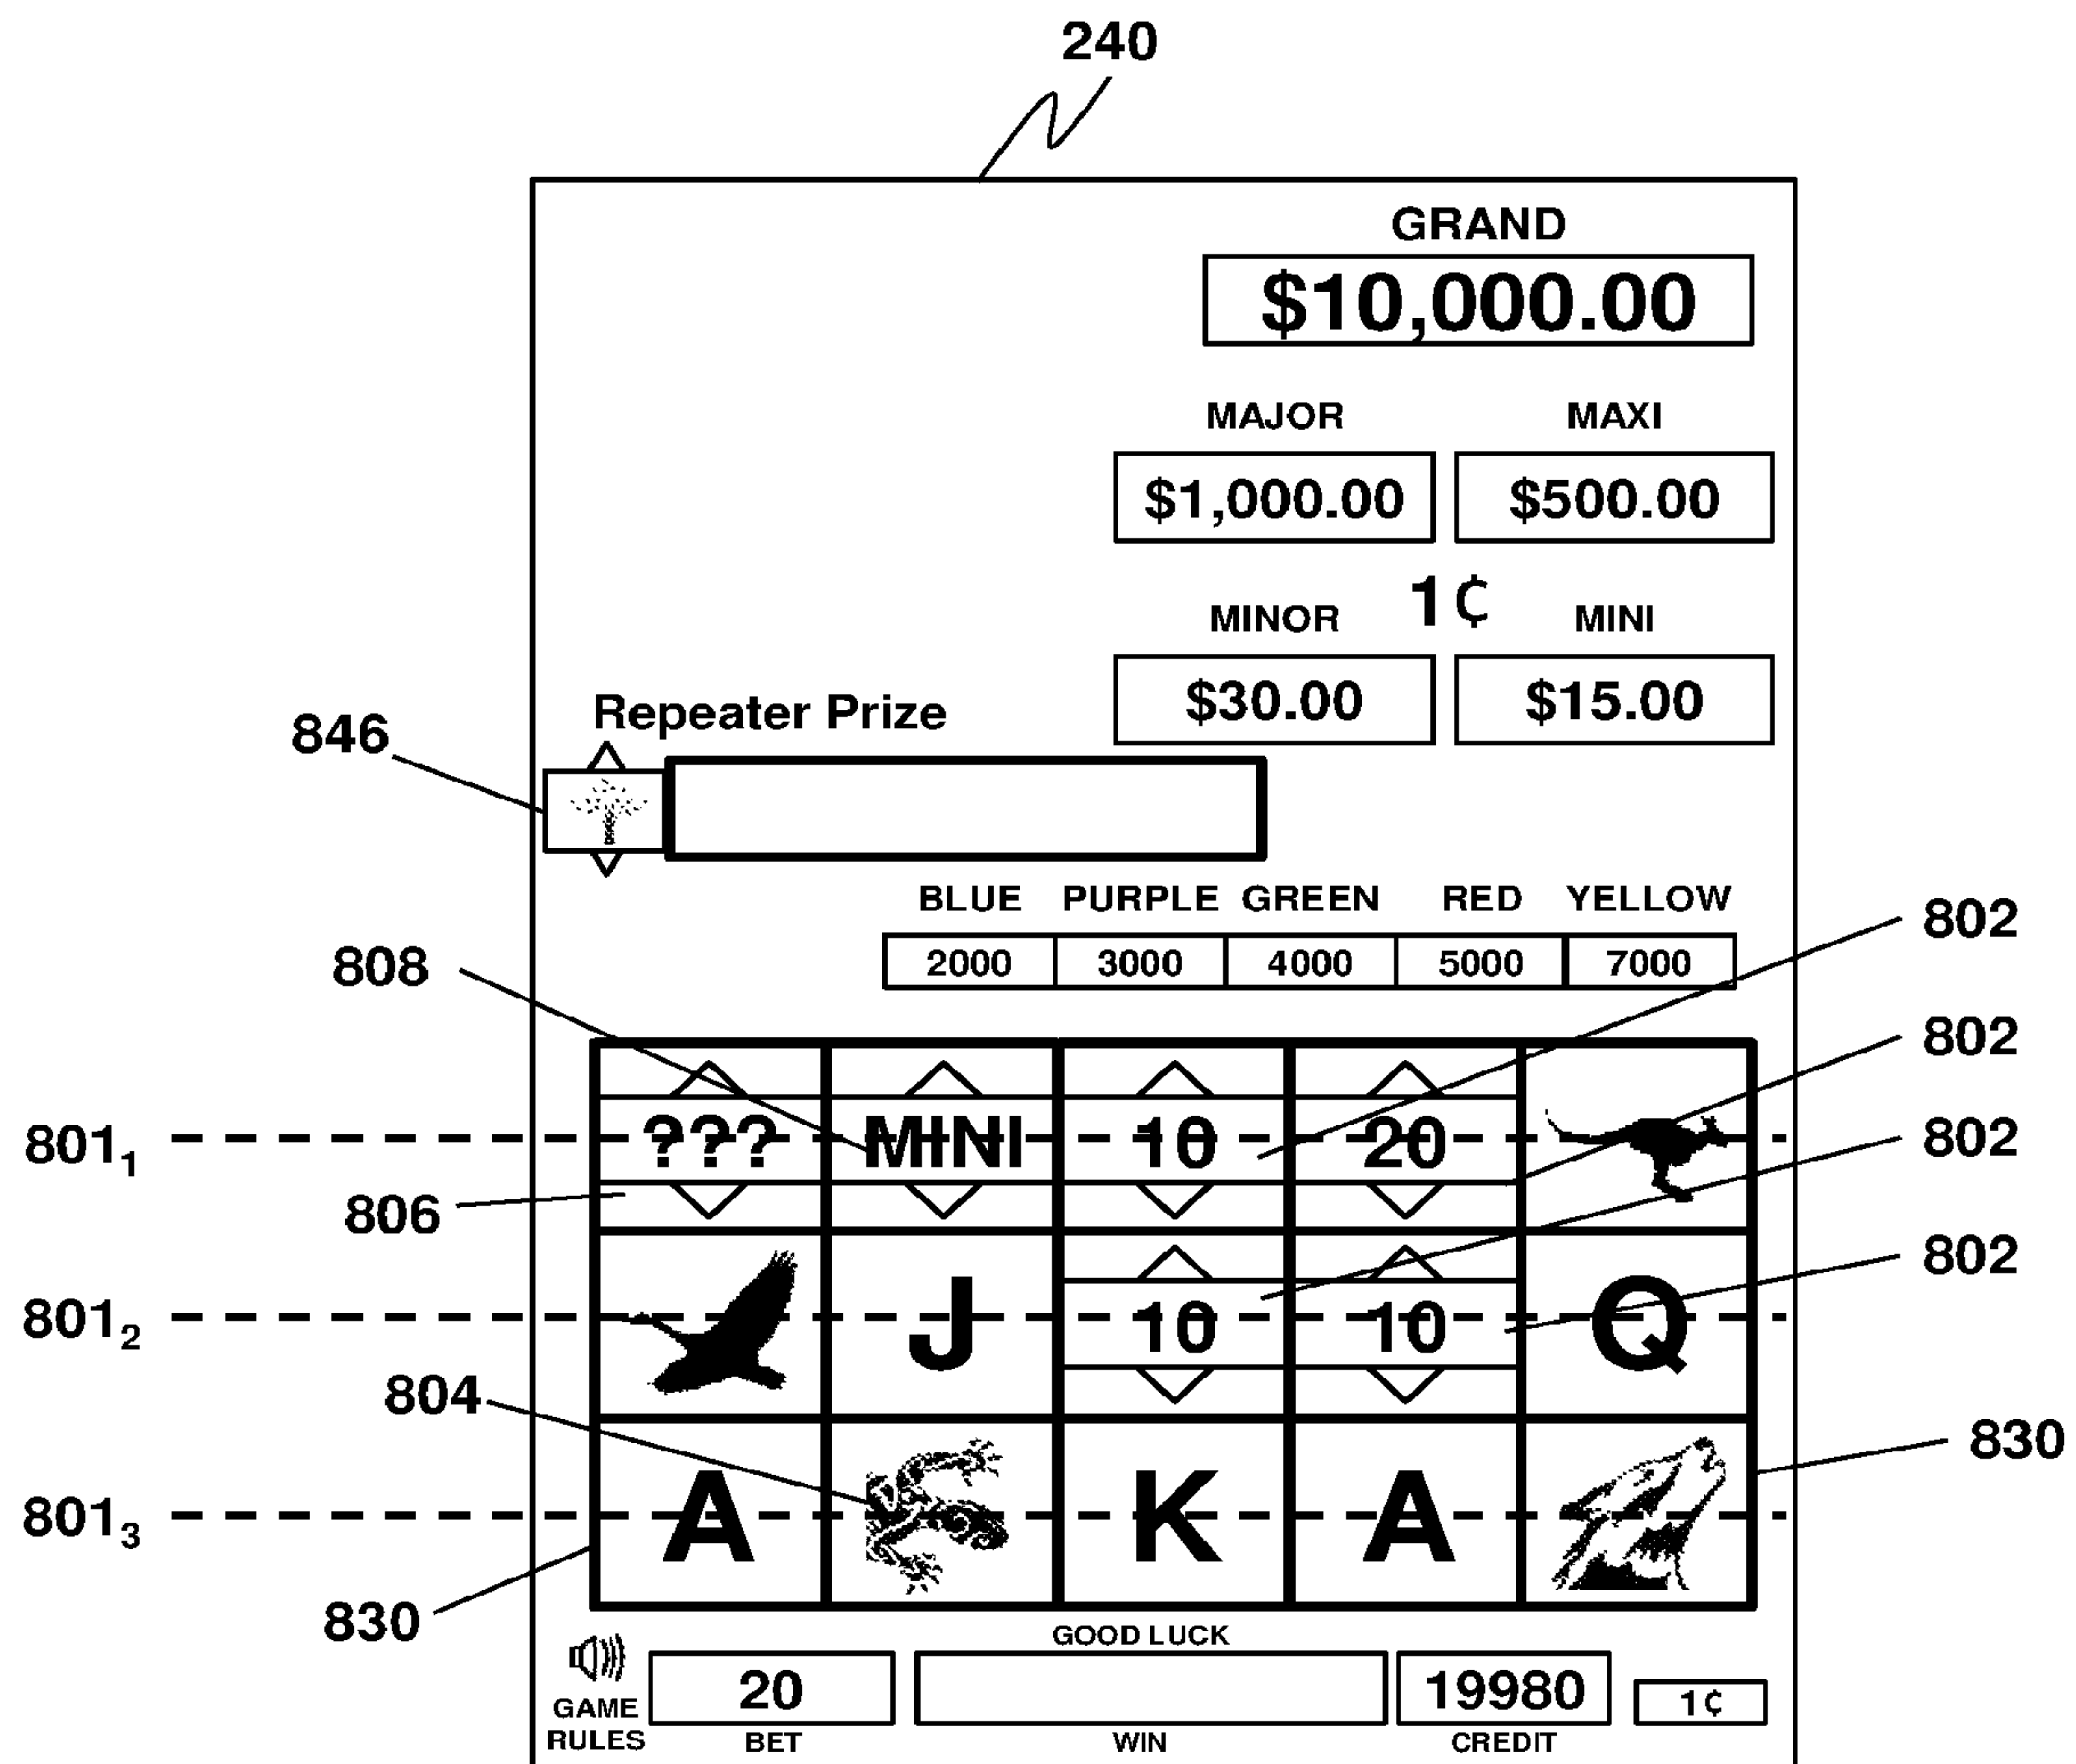 240
GRAND
$10,000.00
MAJOR MAXI
$1,000.00 $500.00
1¢
MINOR MINI
$30.00 $15.00
Repeater Prize
846
BLUE PURPLE GREEN RED YELLOW
802
2000 3000 4000 5000 7000
808
802
801₁ ??? MINI 10 20 802
806
802
801₂ J 10 10 Q
804
830
801₃ A K A
830
GOOD LUCK
20 19980 1¢
GAME
RULES BET WIN CREDIT